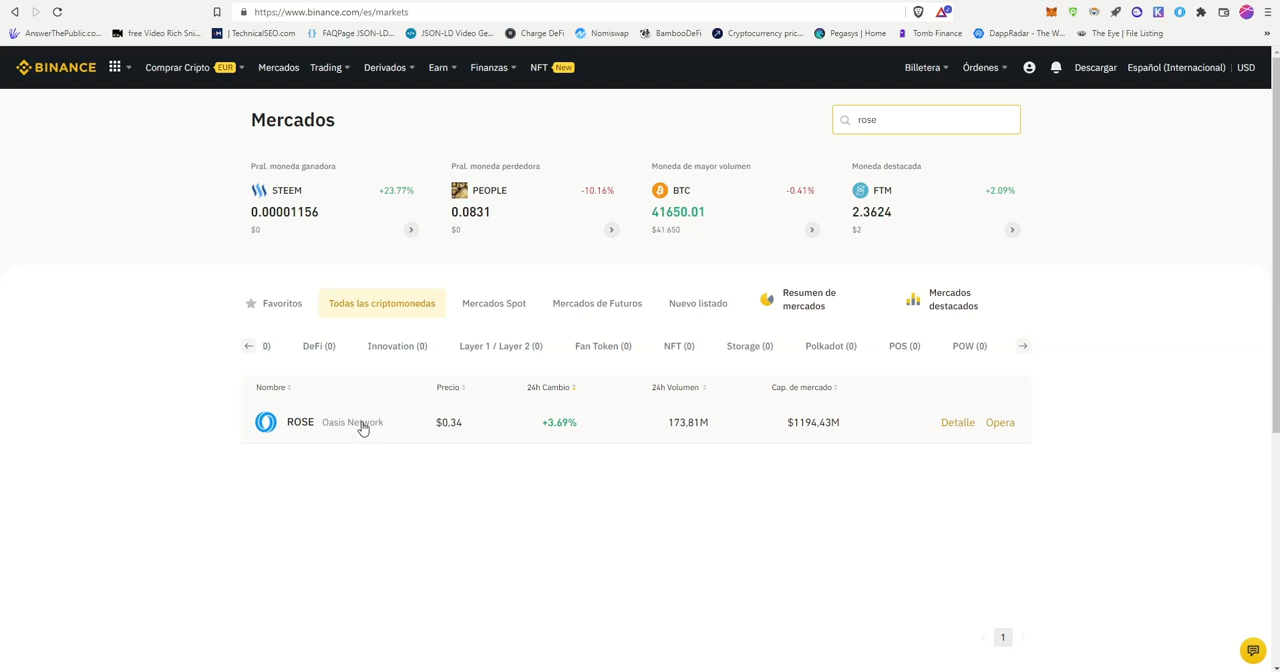 https://www.binance.com/es/markets
AnswerThePublic.co... free Video Rich Sni... | TechnicalSEO.com FAQPage JSON-LD... JSON-LD Video Ge... Charge DeFi Nomiswap BambooDeFi Cryptocurrency pric... Pegasys | Home Tomb Finance DappRadar - The W... The Eye | File Listing »
BINANCE Comprar Cripto EUR Mercados Trading Derivados Earn Finanzas NFT New Billetera Órdenes Descargar Español (Internacional) | USD
Mercados rose
Pral. moneda ganadora Pral. moneda perdedora Moneda de mayor volumen Moneda destacada
STEEM +23.77% PEOPLE -10.16% BTC -0.41% FTM +2.09%
0.00001156 0.0831 41650.01 2.3624
$0 $0 $41.650 $2
Favoritos Todas las criptomonedas Mercados Spot Mercados de Futuros Nuevo listado Resumen de mercados Mercados destacados
0) DeFi (0) Innovation (0) Layer 1 / Layer 2 (0) Fan Token (0) NFT (0) Storage (0) Polkadot (0) POS (0) POW (0)
Nombre Precio 24h Cambio 24h Volumen Cap. de mercado
ROSE Oasis Network $0,34 +3.69% 173,81M $1194,43M Detalle Opera
1